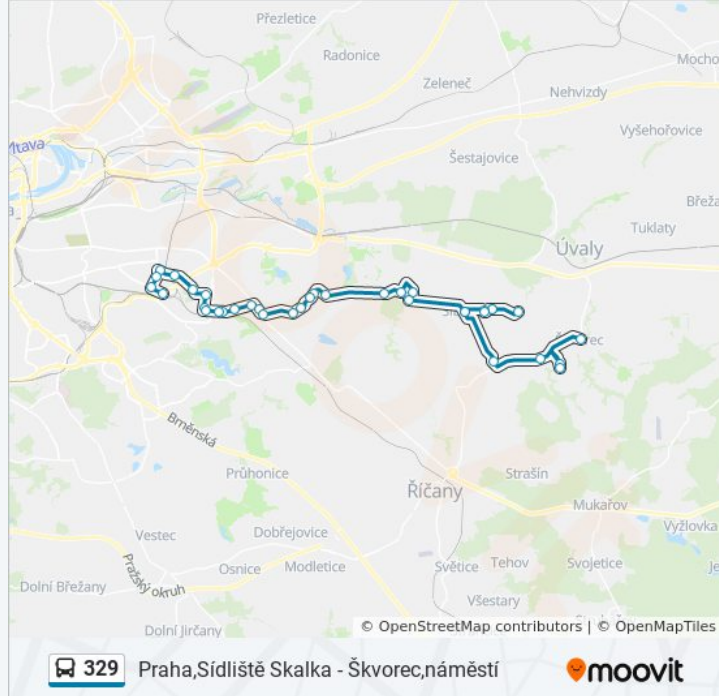 Přezletice
Radonice
Mocho
Zeleneč
Nehvizdy
Vyšehořovice
Vltava
Šestajovice
Břeža
Tuklaty
Úvaly
Brněnská
Průhonice
Strašín
Říčany
Mukařov
Vyžlovka
Vestec
Dobřejovice
Osnice
Modletice
Světice
Tehov
Svojetice
Je
Pražský okruh
Dolní Břežany
Všestary
Dolní Jirčany
© OpenStreetMap contributors | © OpenMapTiles
329 Praha,Sídliště Skalka - Škvorec,náměstí
moovit